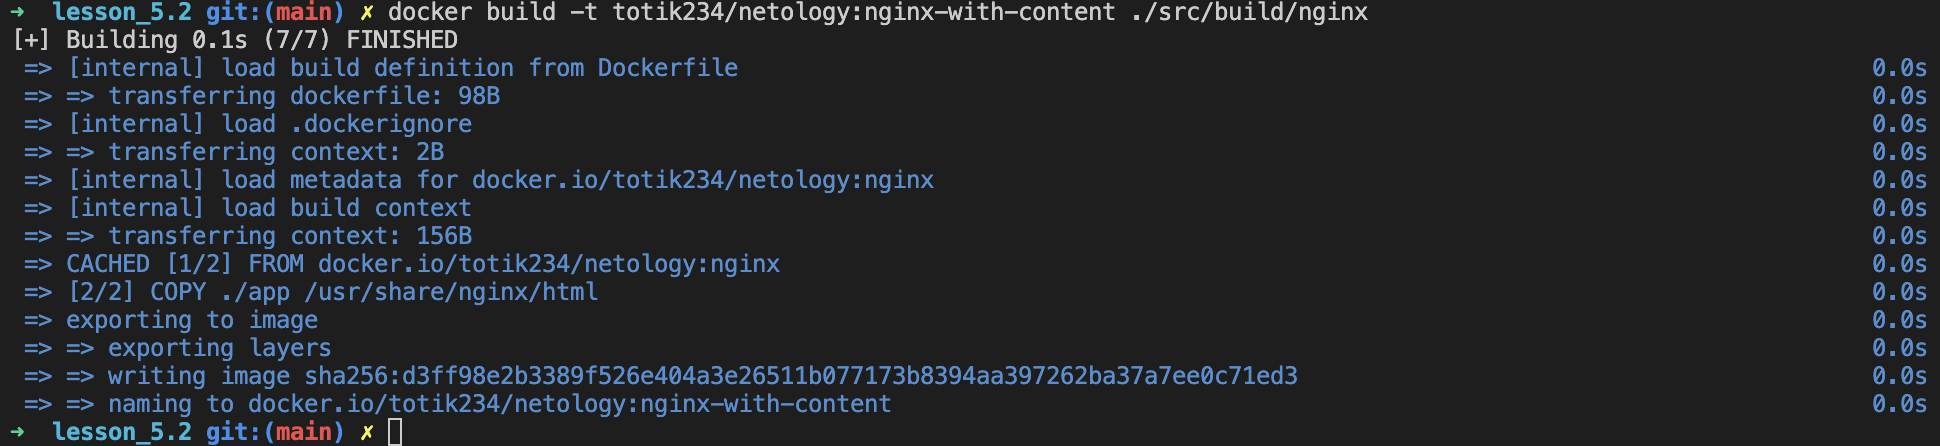 ➜  lesson_5.2 git:(main) ✗ docker build -t totik234/netology:nginx-with-content ./src/build/nginx
[+] Building 0.1s (7/7) FINISHED
=> [internal] load build definition from Dockerfile 0.0s
=> => transferring dockerfile: 98B 0.0s
=> [internal] load .dockerignore 0.0s
=> => transferring context: 2B 0.0s
=> [internal] load metadata for docker.io/totik234/netology:nginx 0.0s
=> [internal] load build context 0.0s
=> => transferring context: 156B 0.0s
=> CACHED [1/2] FROM docker.io/totik234/netology:nginx 0.0s
=> [2/2] COPY ./app /usr/share/nginx/html 0.0s
=> exporting to image 0.0s
=> => exporting layers 0.0s
=> => writing image sha256:d3ff98e2b3389f526e404a3e26511b077173b8394aa397262ba37a7ee0c71ed3 0.0s
=> => naming to docker.io/totik234/netology:nginx-with-content 0.0s
➜  lesson_5.2 git:(main) ✗